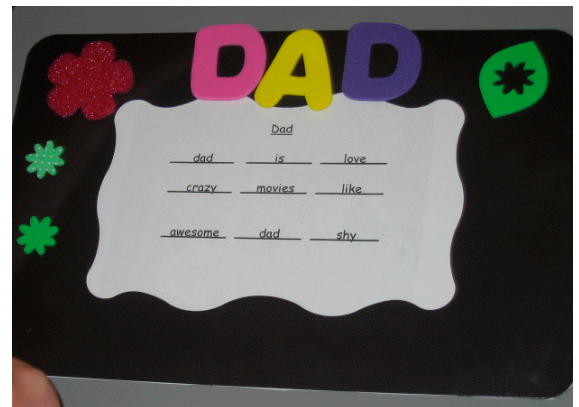 DAD
Dad
dad is love
crazy movies like
awesome dad shy